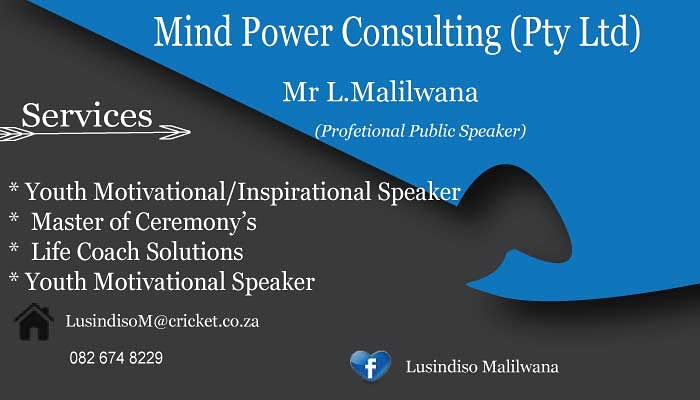 Mind Power Consulting (Pty Ltd)
Mr L.Malilwana
(Profetional Public Speaker)
Services
* Youth Motivational/Inspirational Speaker
* Master of Ceremony’s
* Life Coach Solutions
* Youth Motivational Speaker
LusindisoM@cricket.co.za
082 674 8229
f Lusindiso Malilwana